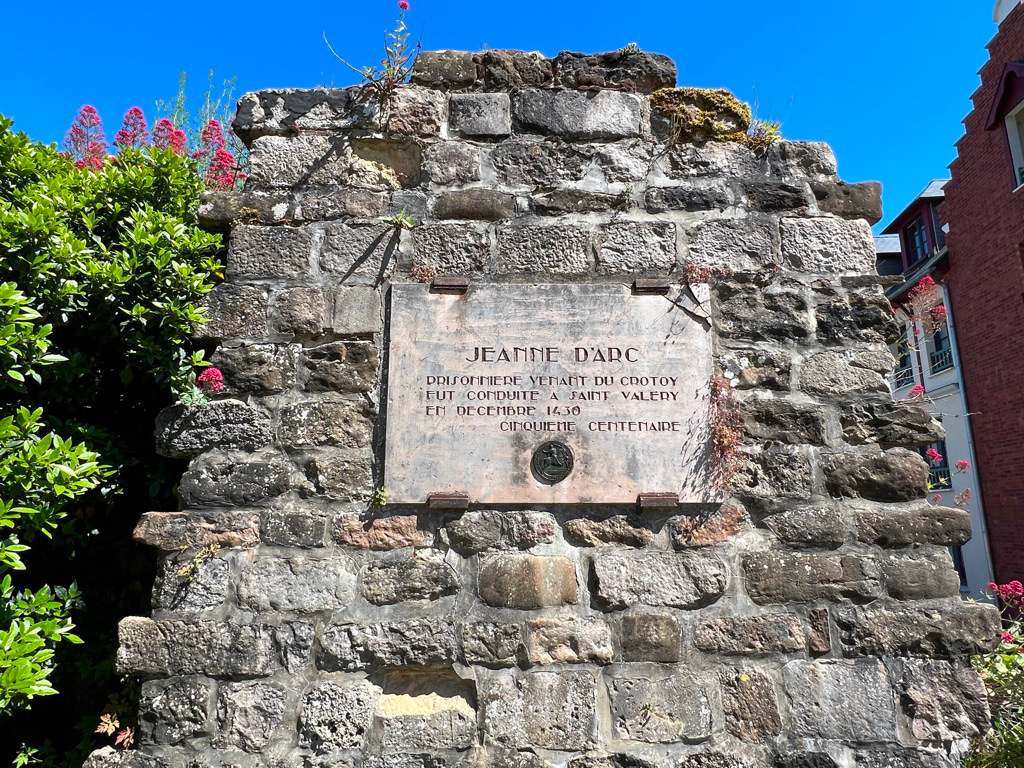 JEANNE D'ARC
PRISONNIERE VENANT DU CROTOY
FUT CONDUITE A SAINT VALERY
EN DECEMBRE 1430
CINQUIEME CENTENAIRE